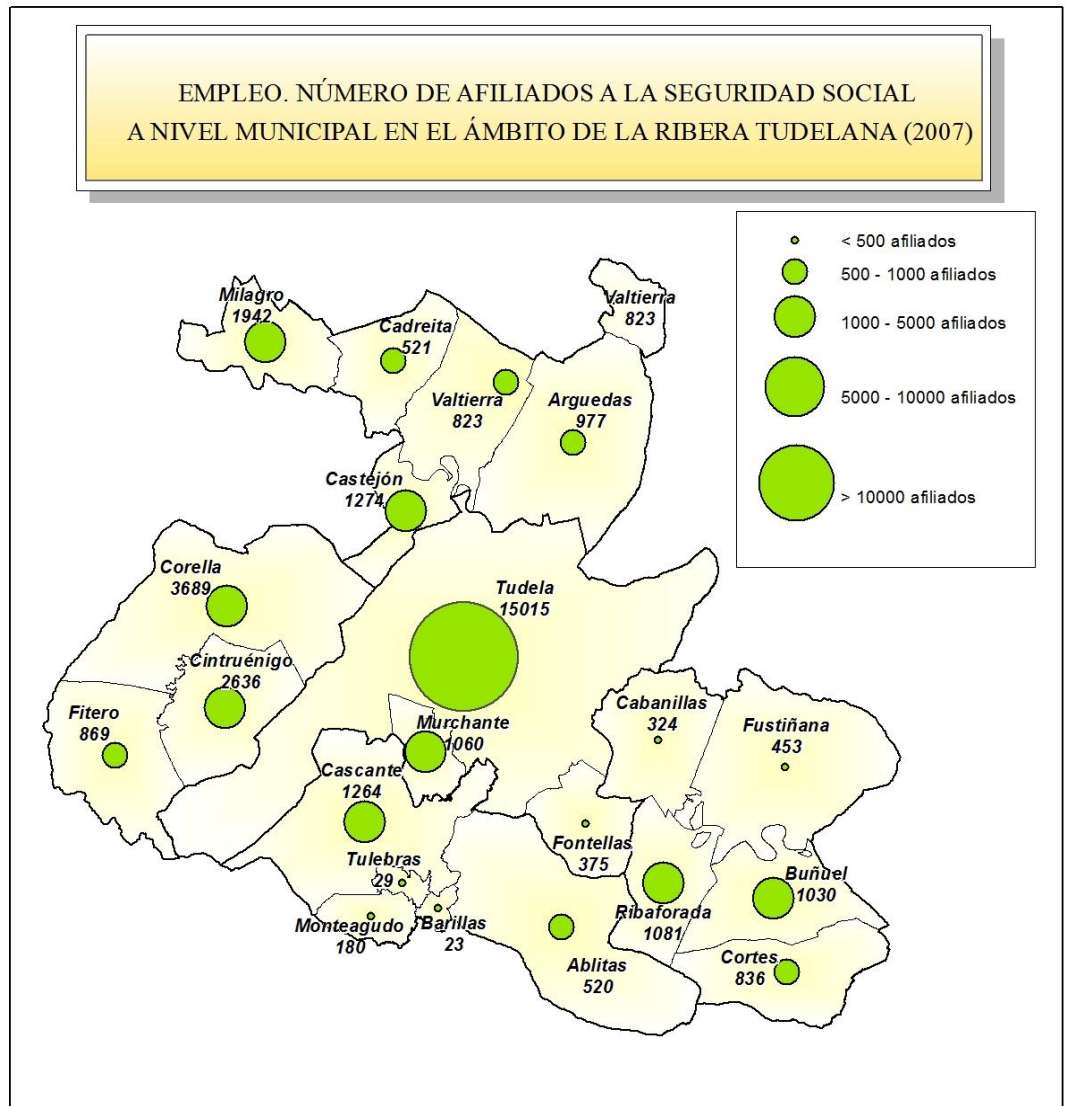 EMPLEO. NÚMERO DE AFILIADOS A LA SEGURIDAD SOCIAL
A NIVEL MUNICIPAL EN EL ÁMBITO DE LA RIBERA TUDELANA (2007)
< 500 afiliados
500 - 1000 afiliados
1000 - 5000 afiliados
5000 - 10000 afiliados
> 10000 afiliados
Milagro
1942
Cadreita
521
Valtierra
823
Valtierra
823
Arguedas
977
Castejón
1274
Corella
3689
Tudela
15015
Cintruénigo
2636
Fitero
869
Murchante
1060
Cabanillas
324
Fustiñana
453
Cascante
1264
Fontellas
375
Tulebras
29
Buñuel
1030
Monteagudo
180
Barillas
23
Ribaforada
1081
Ablitas
520
Cortes
836